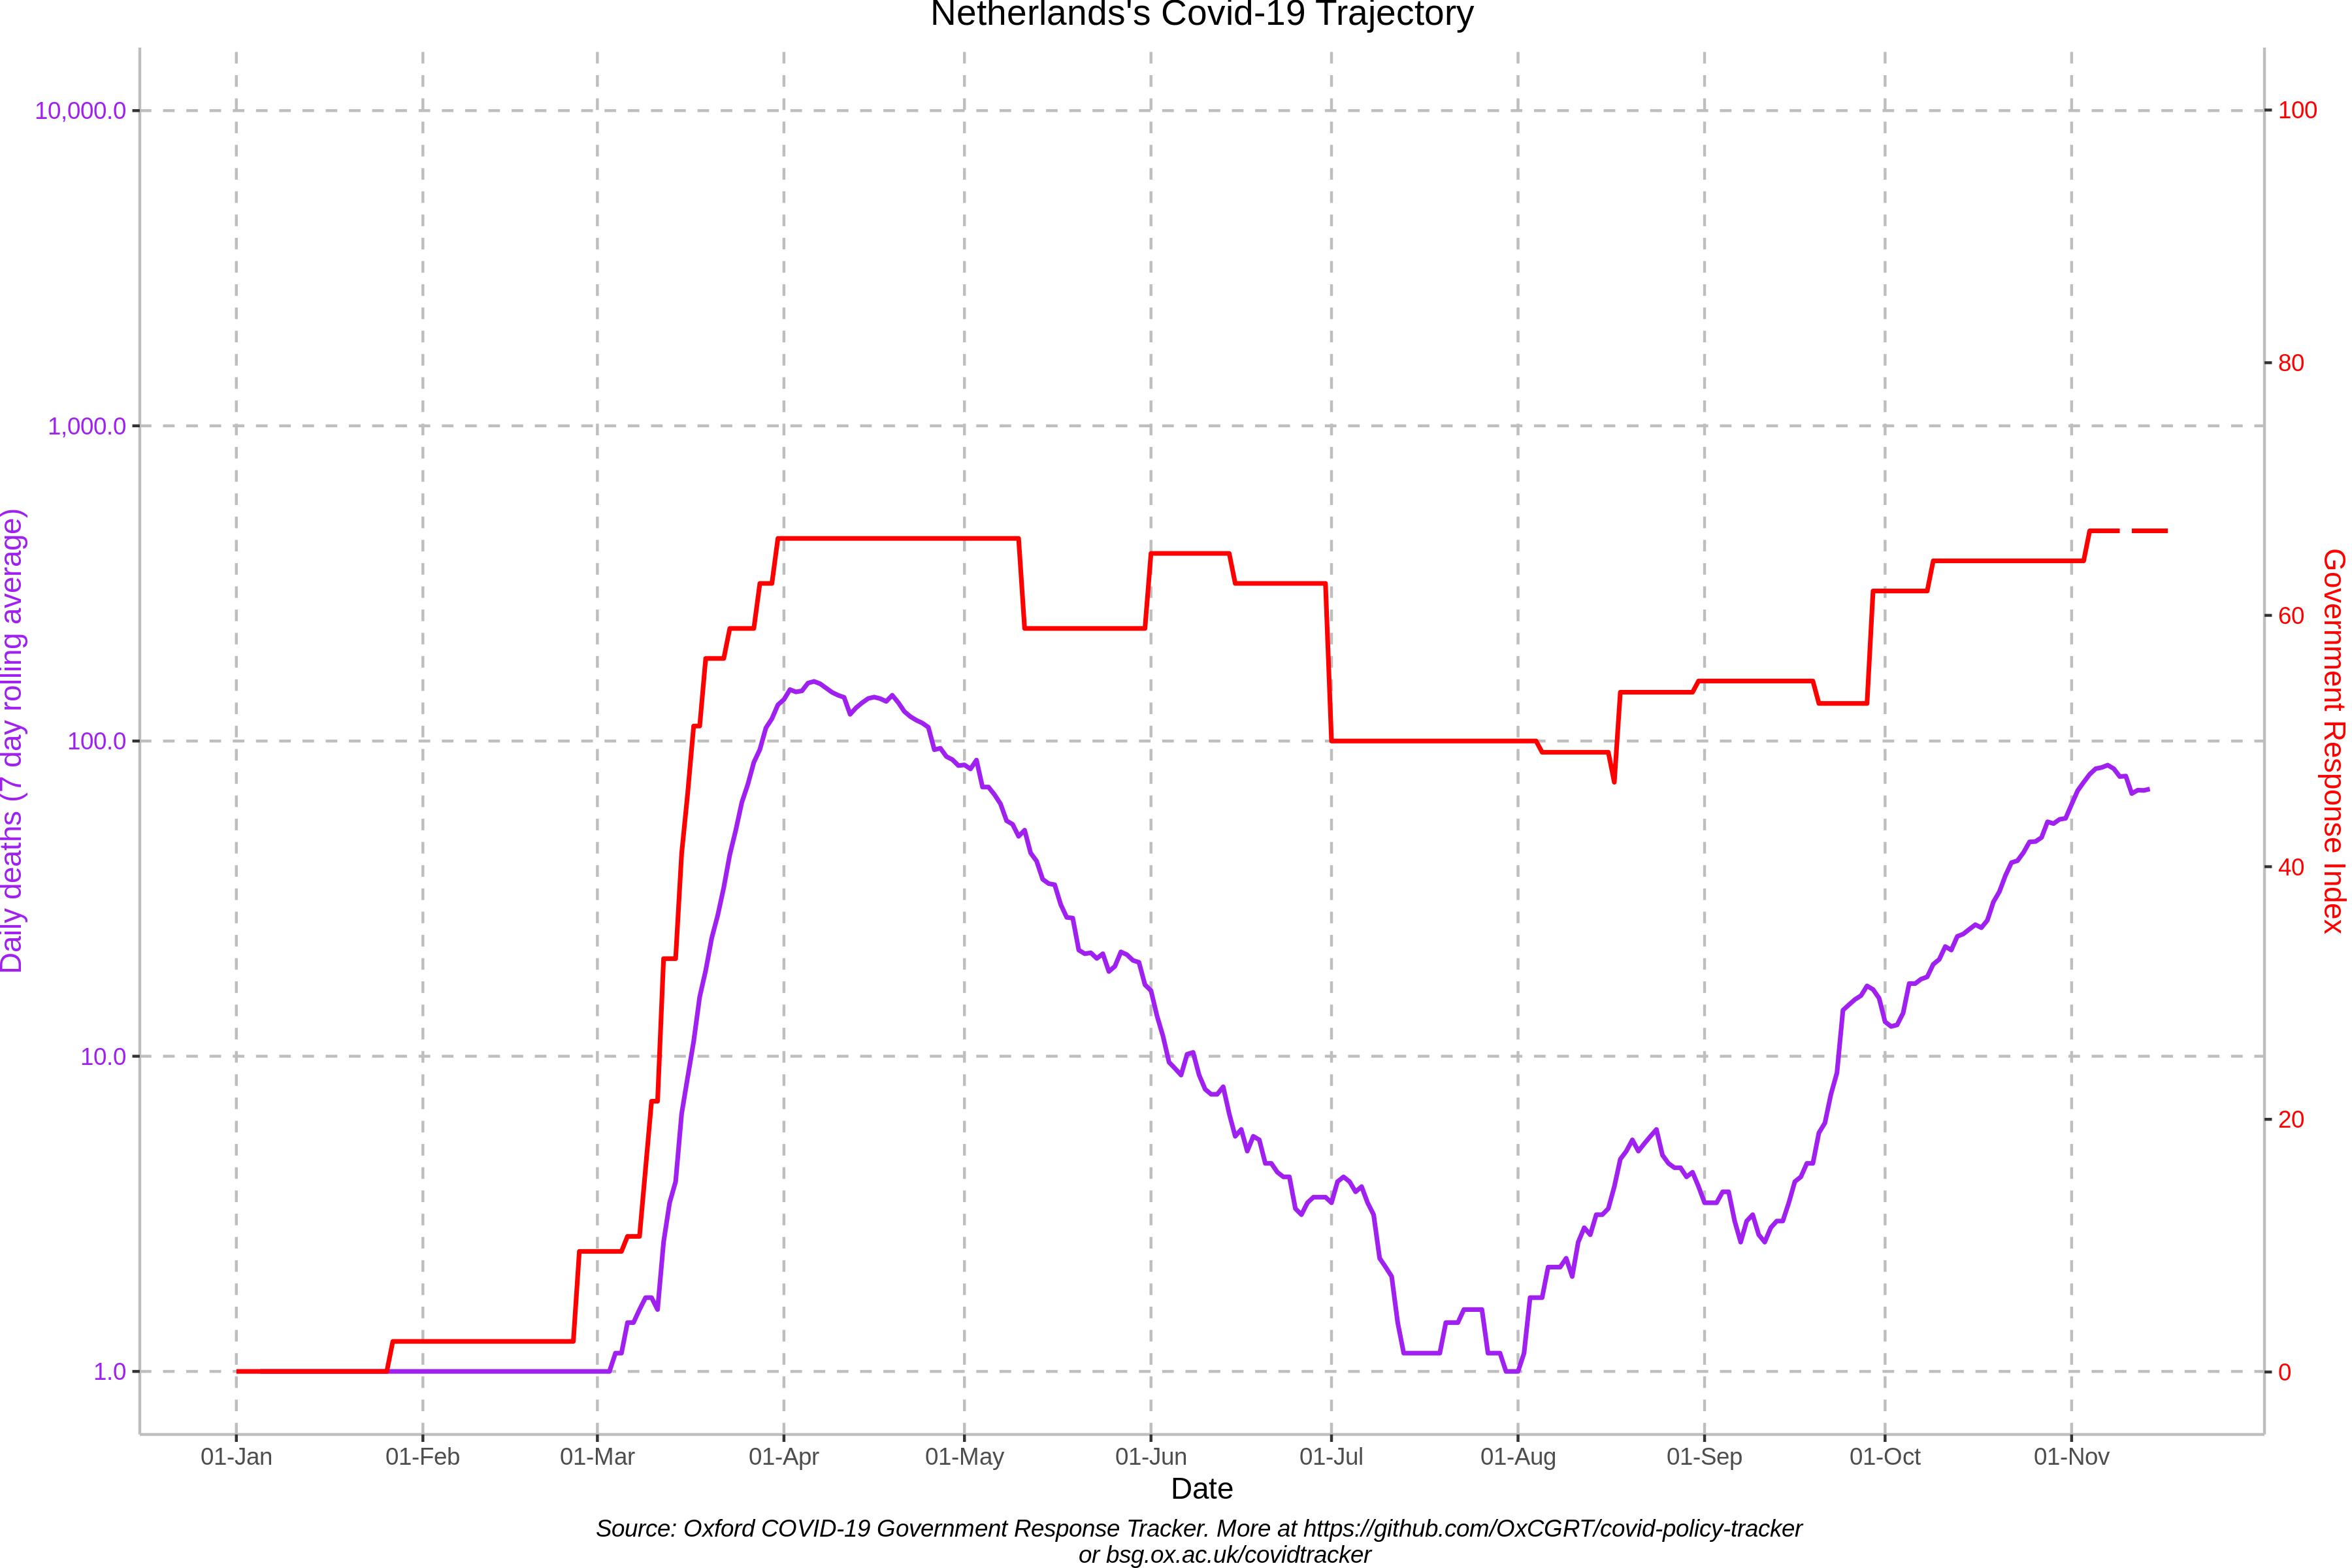 Netherlands's Covid-19 Trajectory
10,000.0
1,000.0
100.0
10.0
1.0
Daily deaths (7 day rolling average)
100
80
60
40
20
0
Government Response Index
01-Jan 01-Feb 01-Mar 01-Apr 01-May 01-Jun 01-Jul 01-Aug 01-Sep 01-Oct 01-Nov
Date
Source: Oxford COVID-19 Government Response Tracker. More at https://github.com/OxCGRT/covid-policy-tracker
or bsg.ox.ac.uk/covidtracker